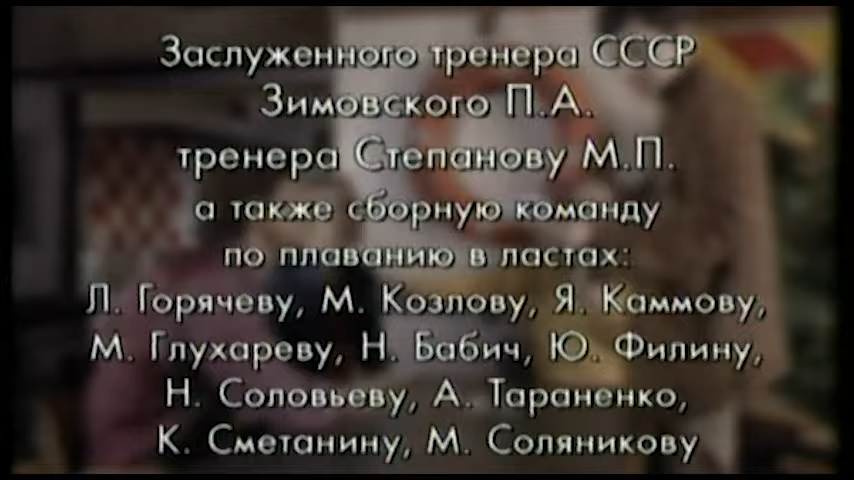 Заслуженного тренера СССР
Зимовского П.А.
тренера Степанову М.П.
а также сборную команду
по плаванию в ластах:
Л. Горячеву, М. Козлову, Я. Каммову,
М. Глухареву, Н. Бабич, Ю. Филину,
Н. Соловьеву, А. Тараненко,
К. Сметанину, М. Соляникову